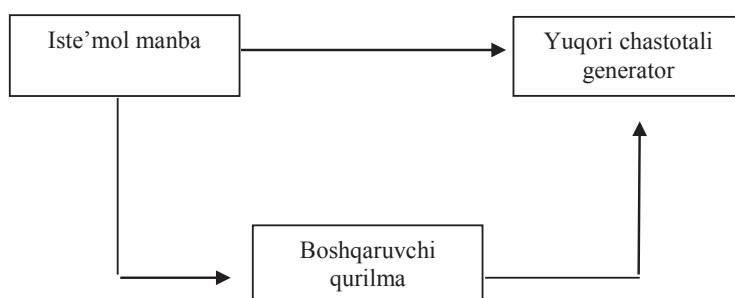 Iste’mol manba
Yuqori chastotali
generator
Boshqaruvchi
qurilma